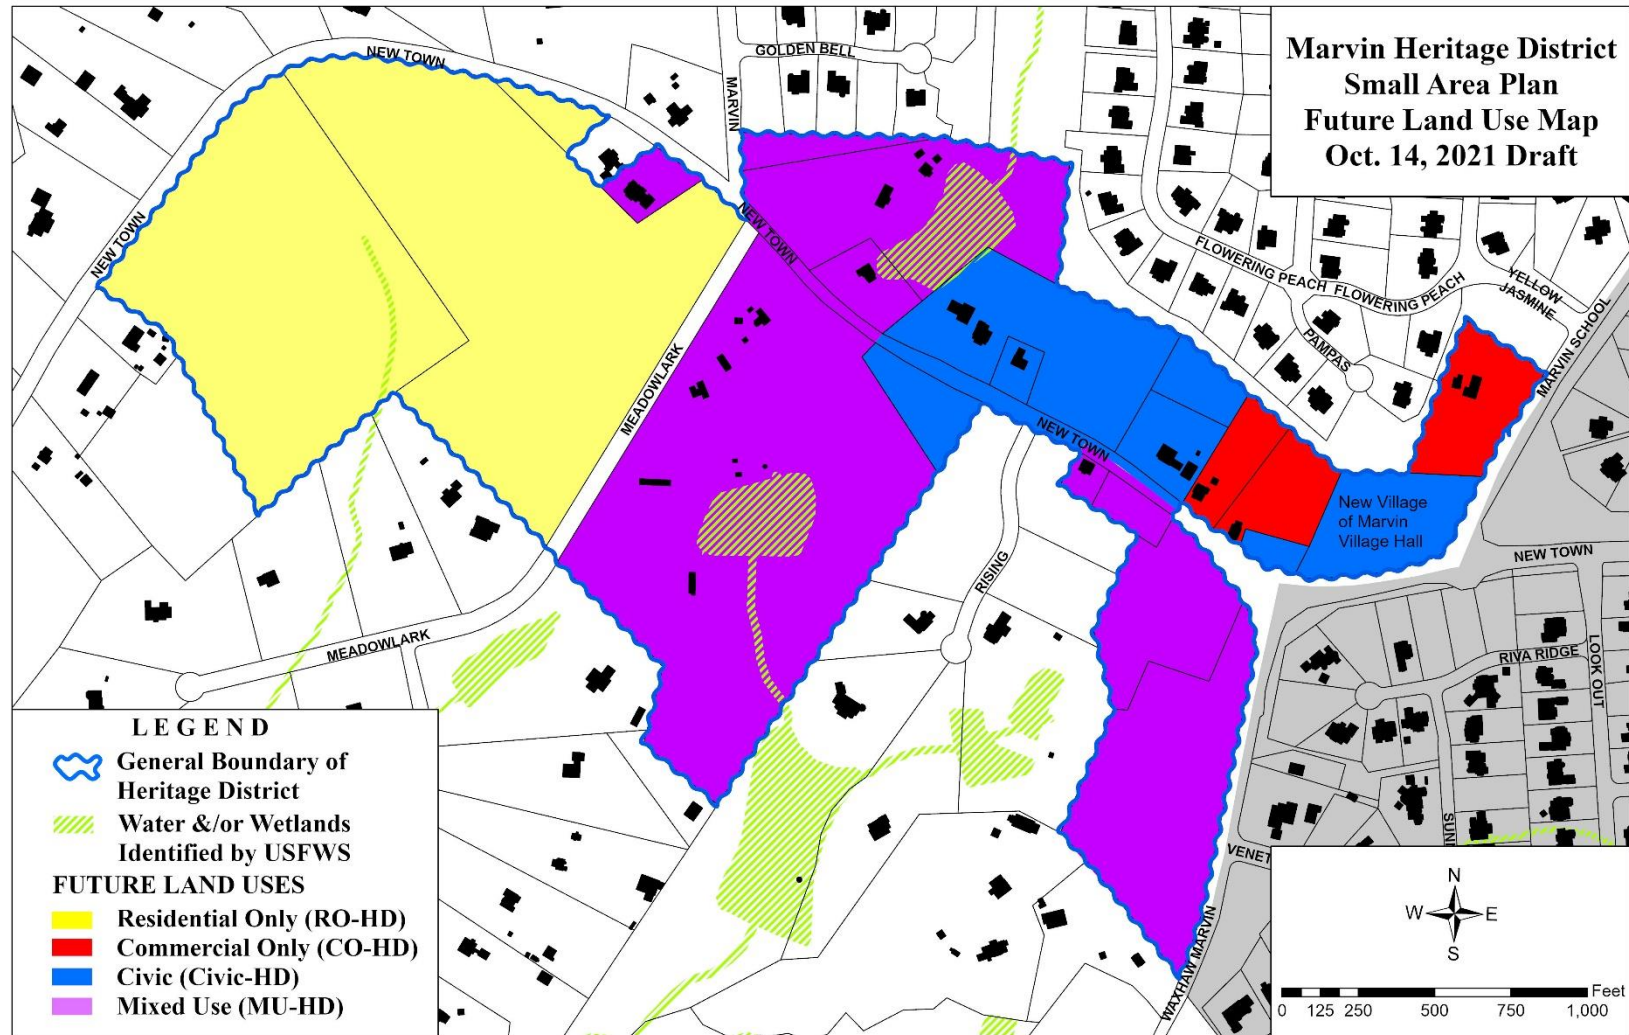 Marvin Heritage District
Small Area Plan
Future Land Use Map
Oct. 14, 2021 Draft
NEW TOWN
GOLDEN BELL
MARVIN
NEW TOWN
NEW TOWN
FLOWERING PEACH
FLOWERING PEACH
YELLOW
JASMINE
MARVIN SCHOOL
PAMPAS
MEADOWLARK
NEW TOWN
New Village
of Marvin
Village Hall
NEW TOWN
RISING
MEADOWLARK
RIVA RIDGE
LOOK OUT
WAXHAW MARVIN
LEGEND
General Boundary of
Heritage District
Water &/or Wetlands
Identified by USFWS
FUTURE LAND USES
Residential Only (RO-HD)
Commercial Only (CO-HD)
Civic (Civic-HD)
Mixed Use (MU-HD)
SUNN
VENET
N
W E
S
Feet
0 125 250 500 750 1,000